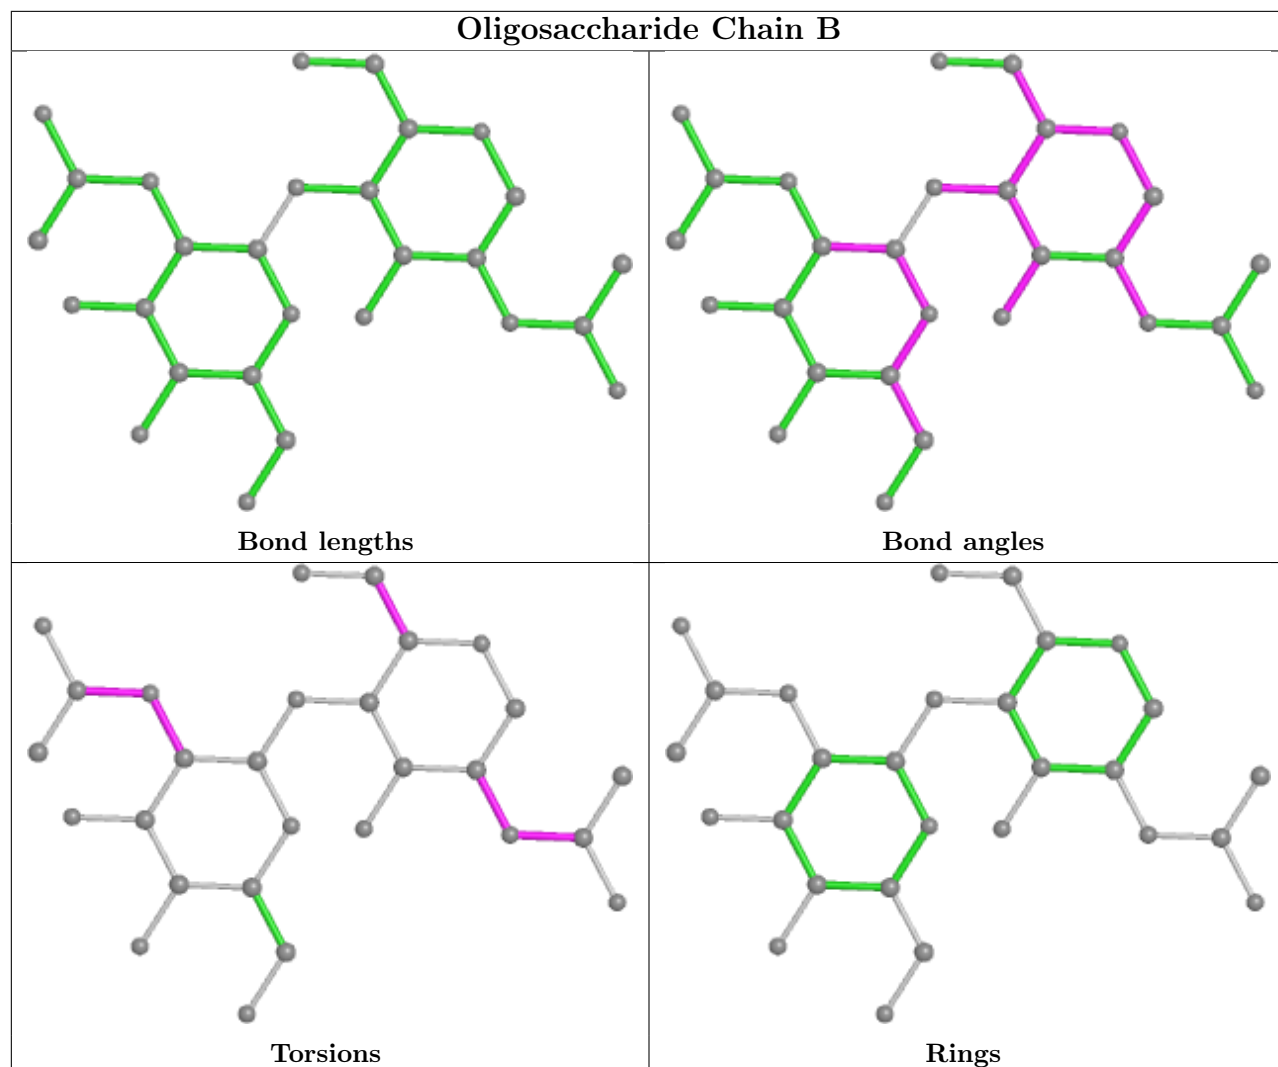 Oligosaccharide Chain B
Bond lengths
Bond angles
Torsions
Rings